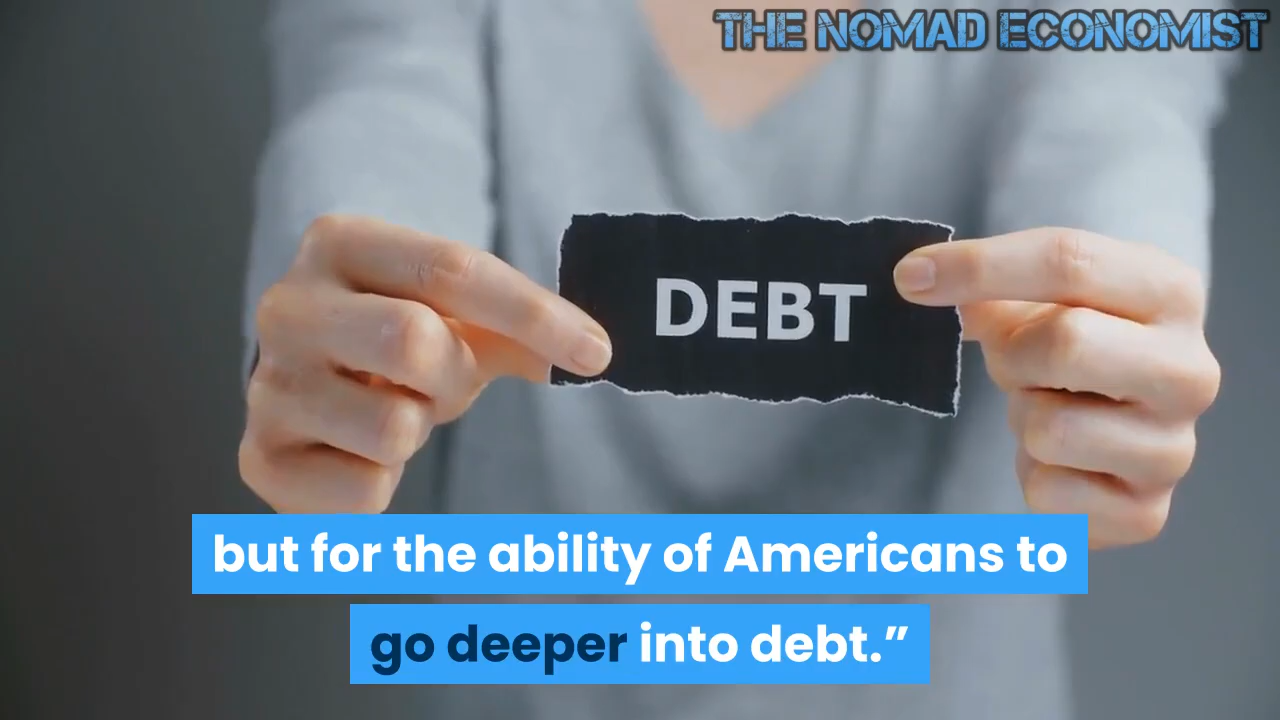 THE NOMAD ECONOMIST
DEBT
but for the ability of Americans to
go deeper into debt.”